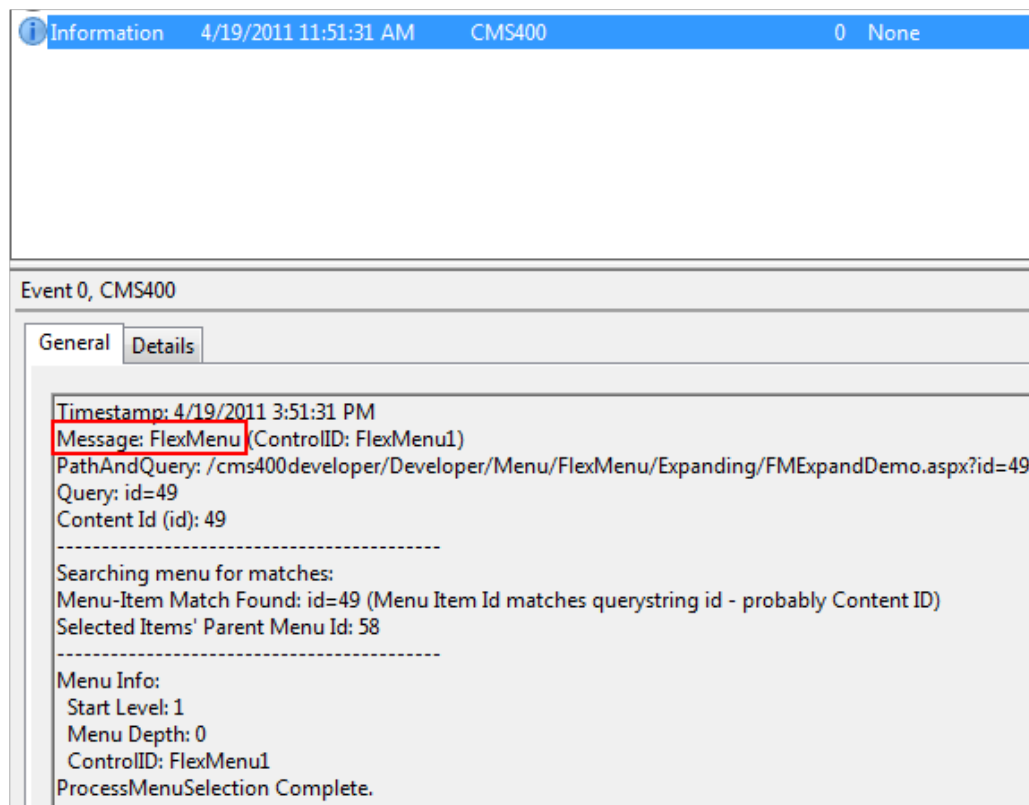 Information 4/19/2011 11:51:31 AM CMS400 0 None
Event 0, CMS400
General Details
Timestamp: 4/19/2011 3:51:31 PM
Message: FlexMenu (ControlID: FlexMenu1)
PathAndQuery: /cms400developer/Developer/Menu/FlexMenu/Expanding/FMExpandDemo.aspx?id=49
Query: id=49
Content Id (id): 49
-------------------------------------------
Searching menu for matches:
Menu-Item Match Found: id=49 (Menu Item Id matches querystring id - probably Content ID)
Selected Items' Parent Menu Id: 58
-------------------------------------------
Menu Info:
Start Level: 1
Menu Depth: 0
ControlID: FlexMenu1
ProcessMenuSelection Complete.